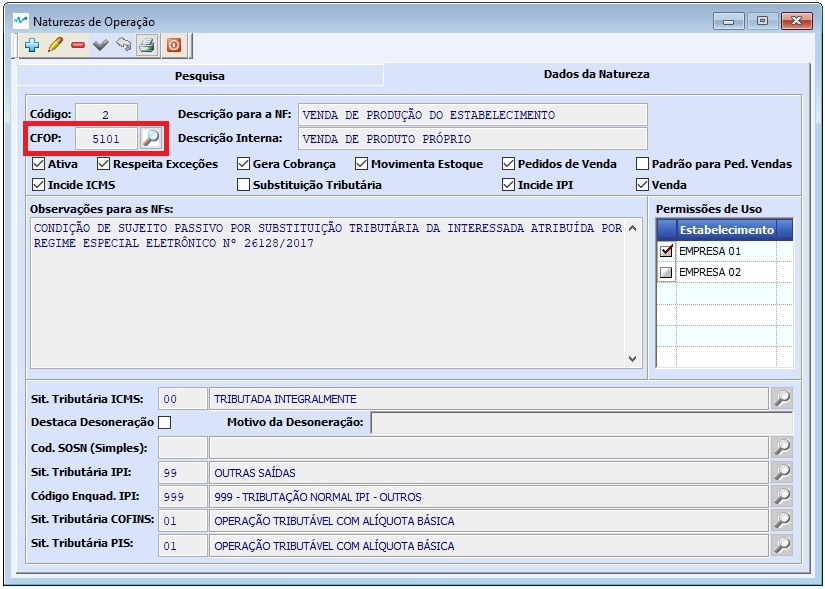 Naturezas de Operação
Pesquisa
Dados da Natureza
Código: 2 Descrição para a NF: VENDA DE PRODUÇÃO DO ESTABELECIMENTO
CFOP: 5101 Descrição Interna: VENDA DE PRODUTO PRÓPRIO
Ativa Respeita Exceções Gera Cobrança Movimenta Estoque Pedidos de Venda Padrão para Ped. Vendas
Incide ICMS Substituição Tributária Incide IPI Venda
Observações para as NFs:
CONDIÇÃO DE SUJEITO PASSIVO POR SUBSTITUIÇÃO TRIBUTÁRIA DA INTERESSADA ATRIBUÍDA POR
REGIME ESPECIAL ELETRÔNICO Nº 26128/2017
Permissões de Uso
Estabelecimento
EMPRESA 01
EMPRESA 02
Sit. Tributária ICMS: 00 TRIBUTADA INTEGRALMENTE
Destaca Desoneração Motivo da Desoneração:
Cod. SOSN (Simples):
Sit. Tributária IPI: 99 OUTRAS SAÍDAS
Código Enquad. IPI: 999 999 - TRIBUTAÇÃO NORMAL IPI - OUTROS
Sit. Tributária COFINS: 01 OPERAÇÃO TRIBUTÁVEL COM ALÍQUOTA BÁSICA
Sit. Tributária PIS: 01 OPERAÇÃO TRIBUTÁVEL COM ALÍQUOTA BÁSICA